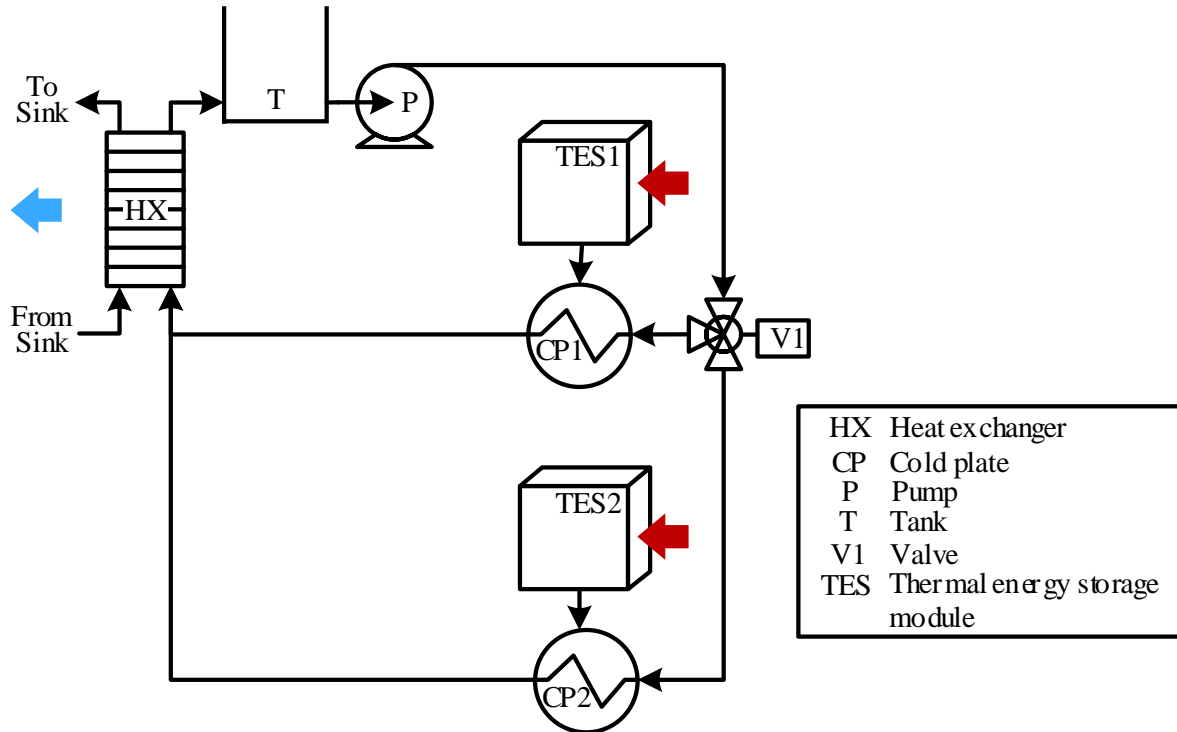 To
Sink
T
P
TES1
HX
From
Sink
CP1
V1
HX Heat exchanger
CP Cold plate
P Pump
T Tank
V1 Valve
TES Thermal energy storage
module
TES2
CP2